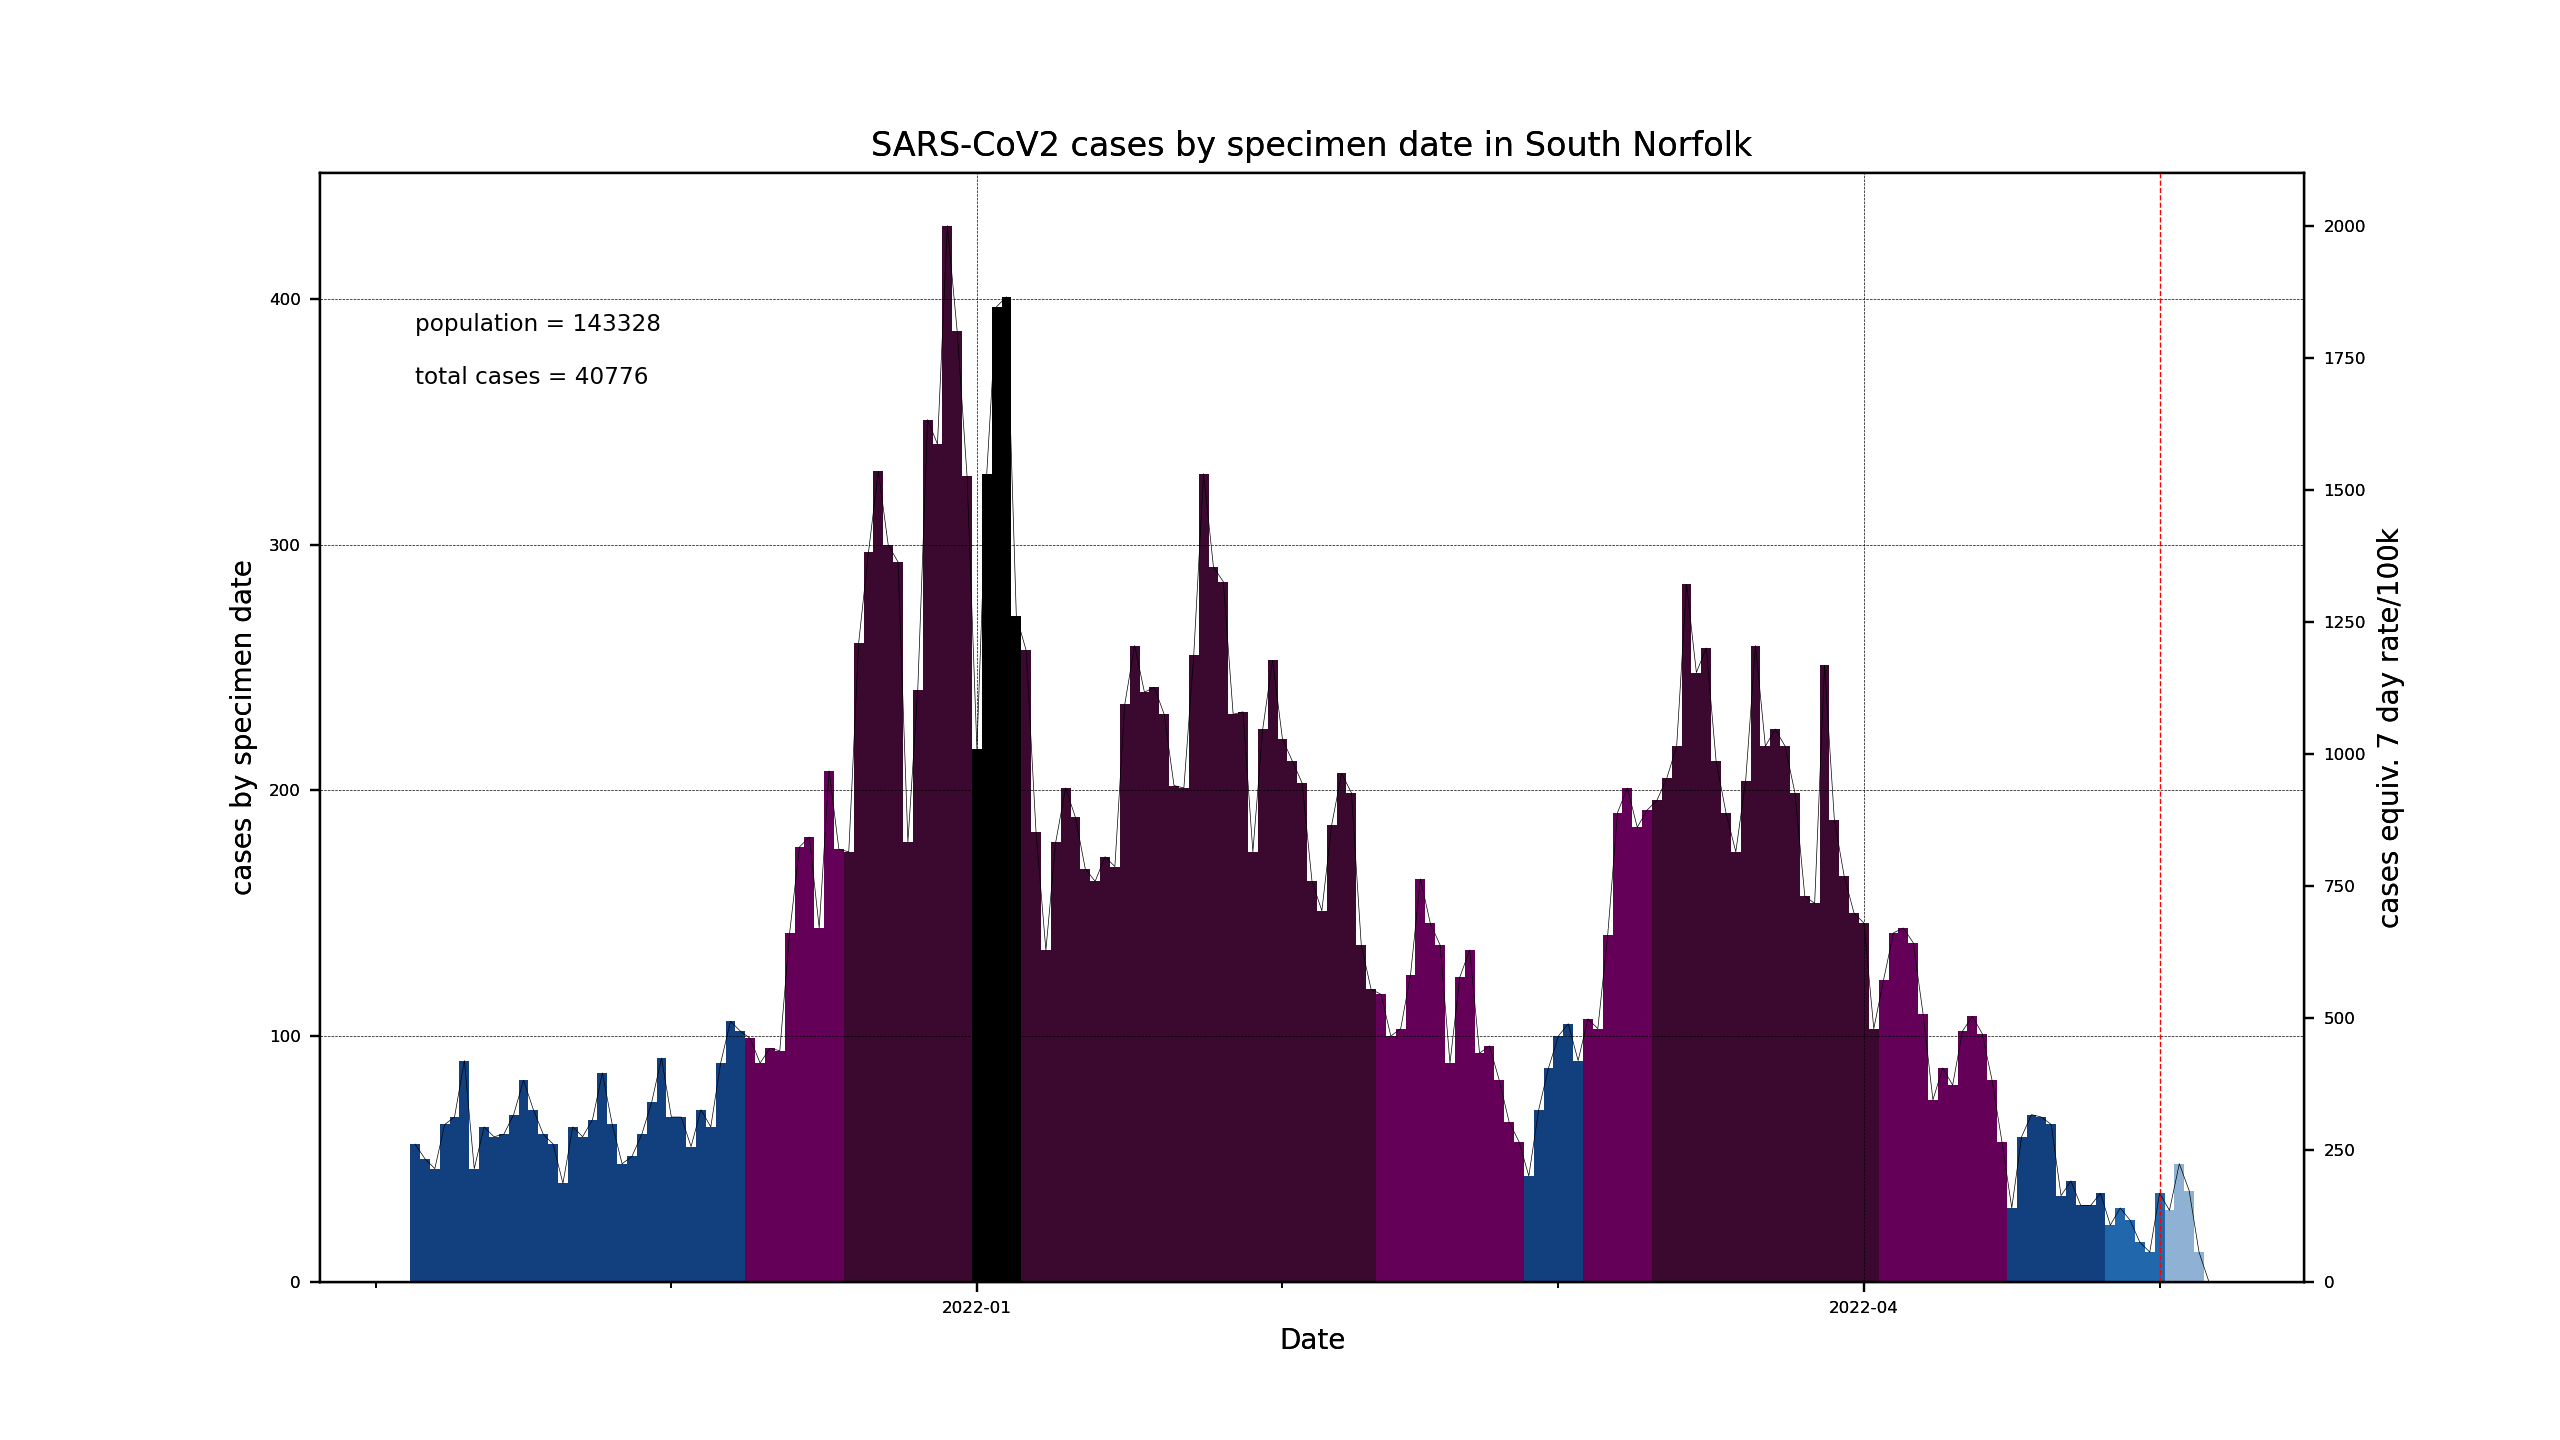 SARS-CoV2 cases by specimen date in South Norfolk
population = 143328
total cases = 40776
cases by specimen date
400
300
200
100
0
2000
1750
1500
1250
1000
750
500
250
0
cases equiv. 7 day rate/100k
2022-01
2022-04
Date